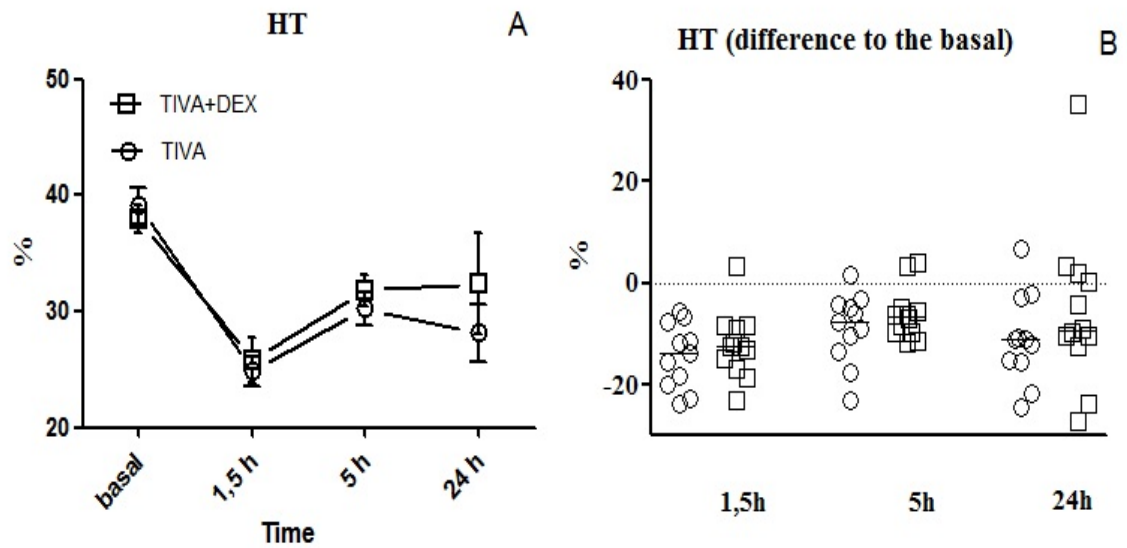 HT
A
50
40
30
20
%
TIVA+DEX
TIVA
basal
1,5 h
5 h
24 h
Time
HT (difference to the basal)
B
40
20
0
-20
%
1,5h
5h
24h